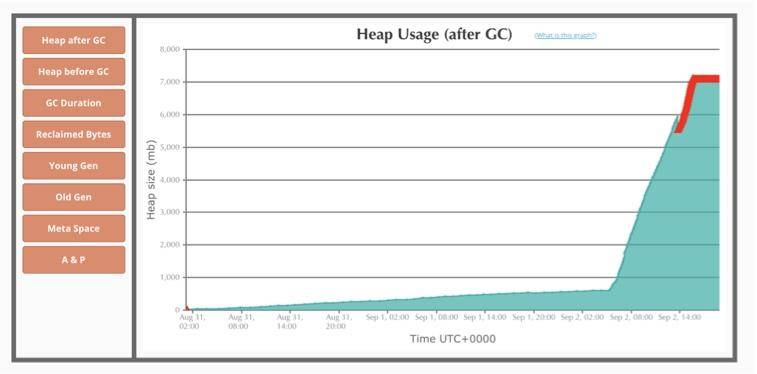 Heap Usage (after GC)
(What is this graph?)
Heap after GC
Heap before GC
GC Duration
Reclaimed Bytes
Young Gen
Old Gen
Meta Space
A & P
Heap size (mb)
8,000
7,000
6,000
5,000
4,000
3,000
2,000
1,000
0
Aug 31, 02:00
Aug 31, 08:00
Aug 31, 14:00
Aug 31, 20:00
Sep 1, 02:00
Sep 1, 08:00
Sep 1, 14:00
Sep 1, 20:00
Sep 2, 02:00
Sep 2, 08:00
Sep 2, 14:00
Time UTC+0000